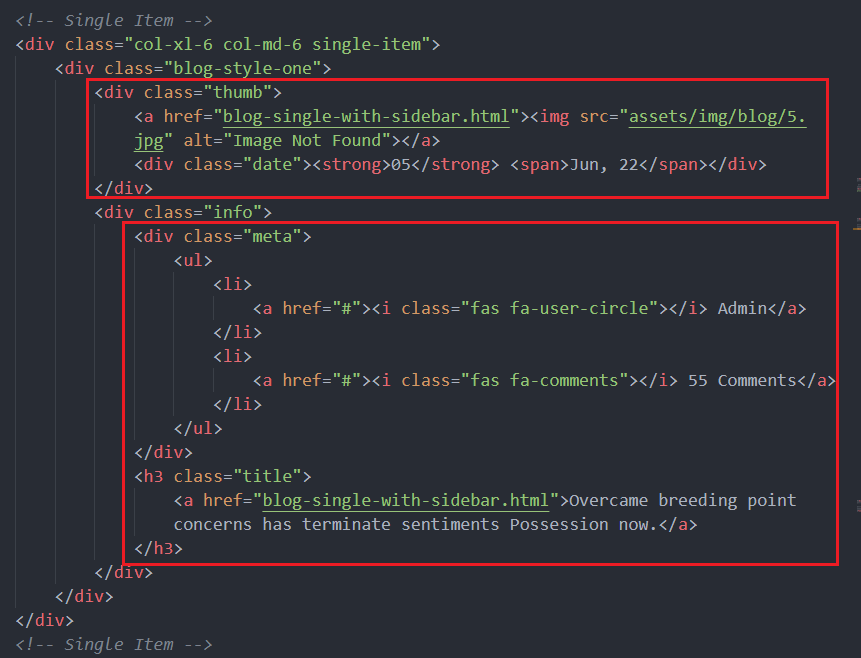 <!-- Single Item -->
<div class="col-xl-6 col-md-6 single-item">
<div class="blog-style-one">
<div class="thumb">
<a href="blog-single-with-sidebar.html"><img src="assets/img/blog/5.
jpg" alt="Image Not Found"></a>
<div class="date"><strong>05</strong> <span>Jun, 22</span></div>
</div>
<div class="info">
<div class="meta">
<ul>
<li>
<a href="#"><i class="fas fa-user-circle"></i> Admin</a>
</li>
<li>
<a href="#"><i class="fas fa-comments"></i> 55 Comments</a>
</li>
</ul>
</div>
<h3 class="title">
<a href="blog-single-with-sidebar.html">Overcame breeding point
concerns has terminate sentiments Possession now.</a>
</h3>
</div>
</div>
</div>
<!-- Single Item -->